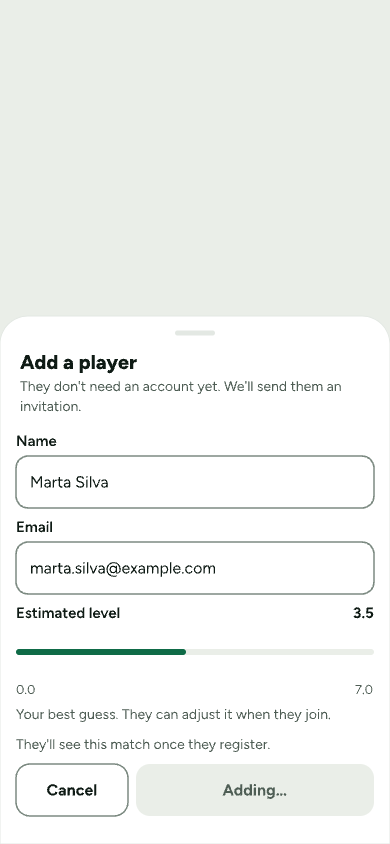 Add a player
They don't need an account yet. We'll send them an
invitation.
Name
Marta Silva
Email
marta.silva@example.com
Estimated level 3.5
0.0 7.0
Your best guess. They can adjust it when they join.
They'll see this match once they register.
Cancel Adding...